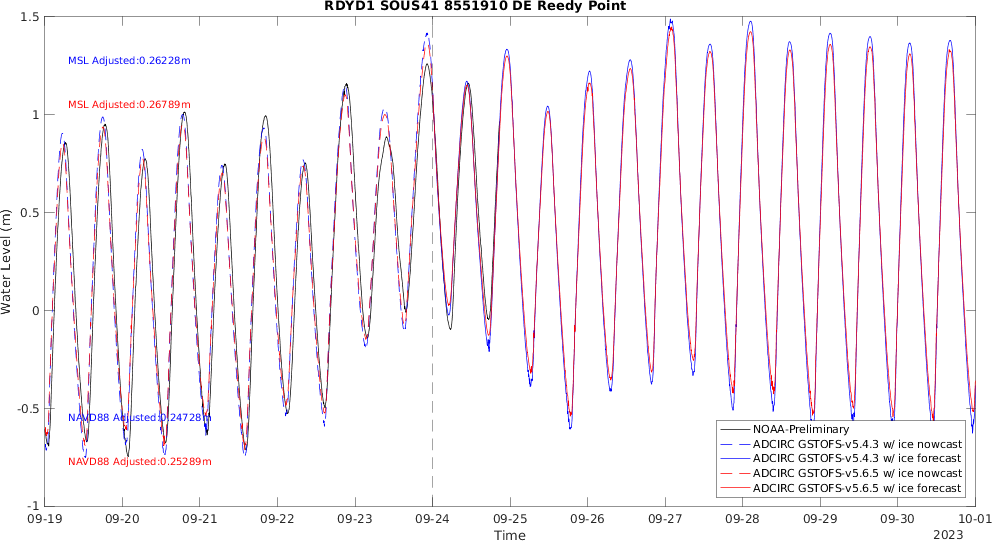 RDYD1 SOUS41 8551910 DE Reedy Point
1.5
1
0.5
0
-0.5
-1
Water Level (m)
MSL Adjusted:0.26228m
MSL Adjusted:0.26789m
NAVD88 Adjusted:0.24728m
NAVD88 Adjusted:0.25289m
NOAA-Preliminary
ADCIRC GSTOFS-v5.4.3 w/ ice nowcast
ADCIRC GSTOFS-v5.4.3 w/ ice forecast
ADCIRC GSTOFS-v5.6.5 w/ ice nowcast
ADCIRC GSTOFS-v5.6.5 w/ ice forecast
09-19 09-20 09-21 09-22 09-23 09-24 09-25 09-26 09-27 09-28 09-29 09-30 10-01
Time
2023